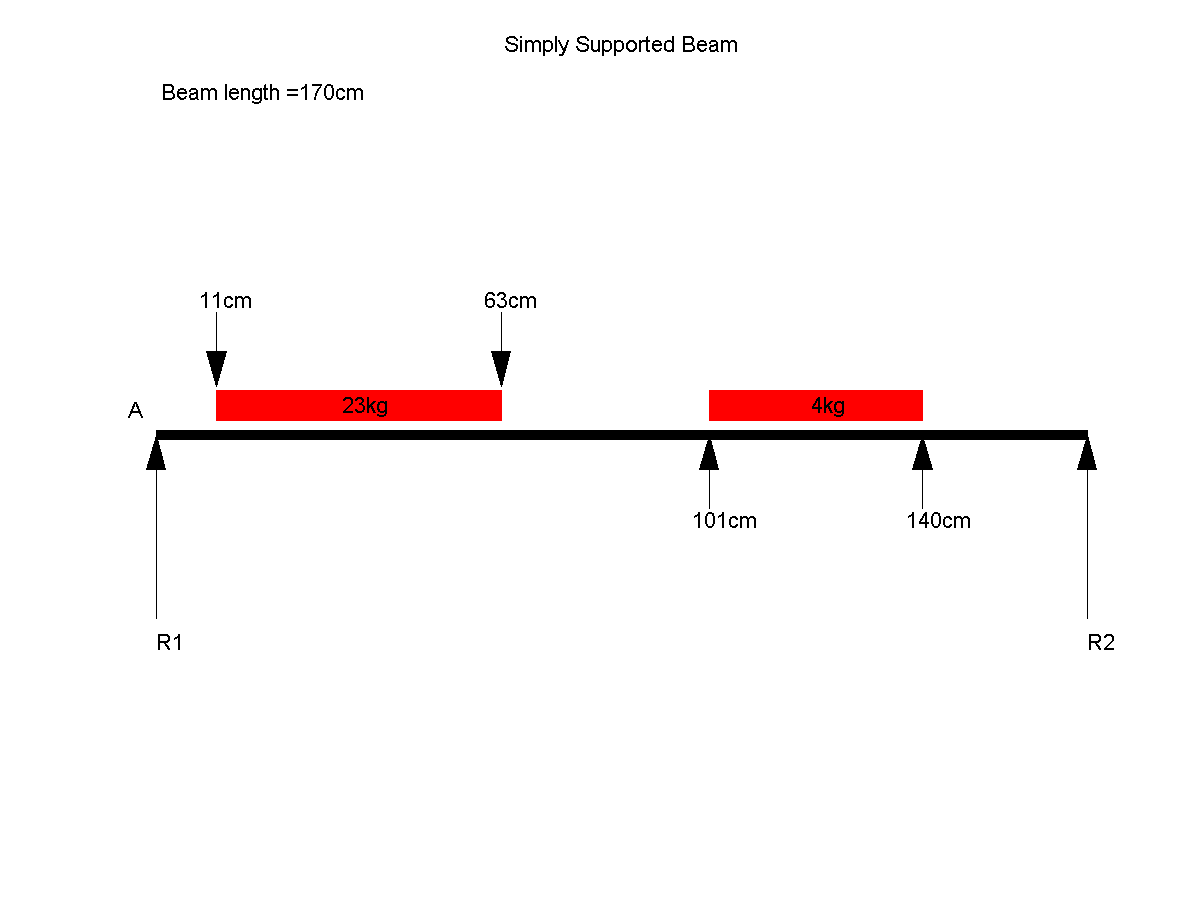 Simply Supported Beam
Beam length =170cm
11cm
63cm
A
23kg
4kg
101cm
140cm
R1
R2